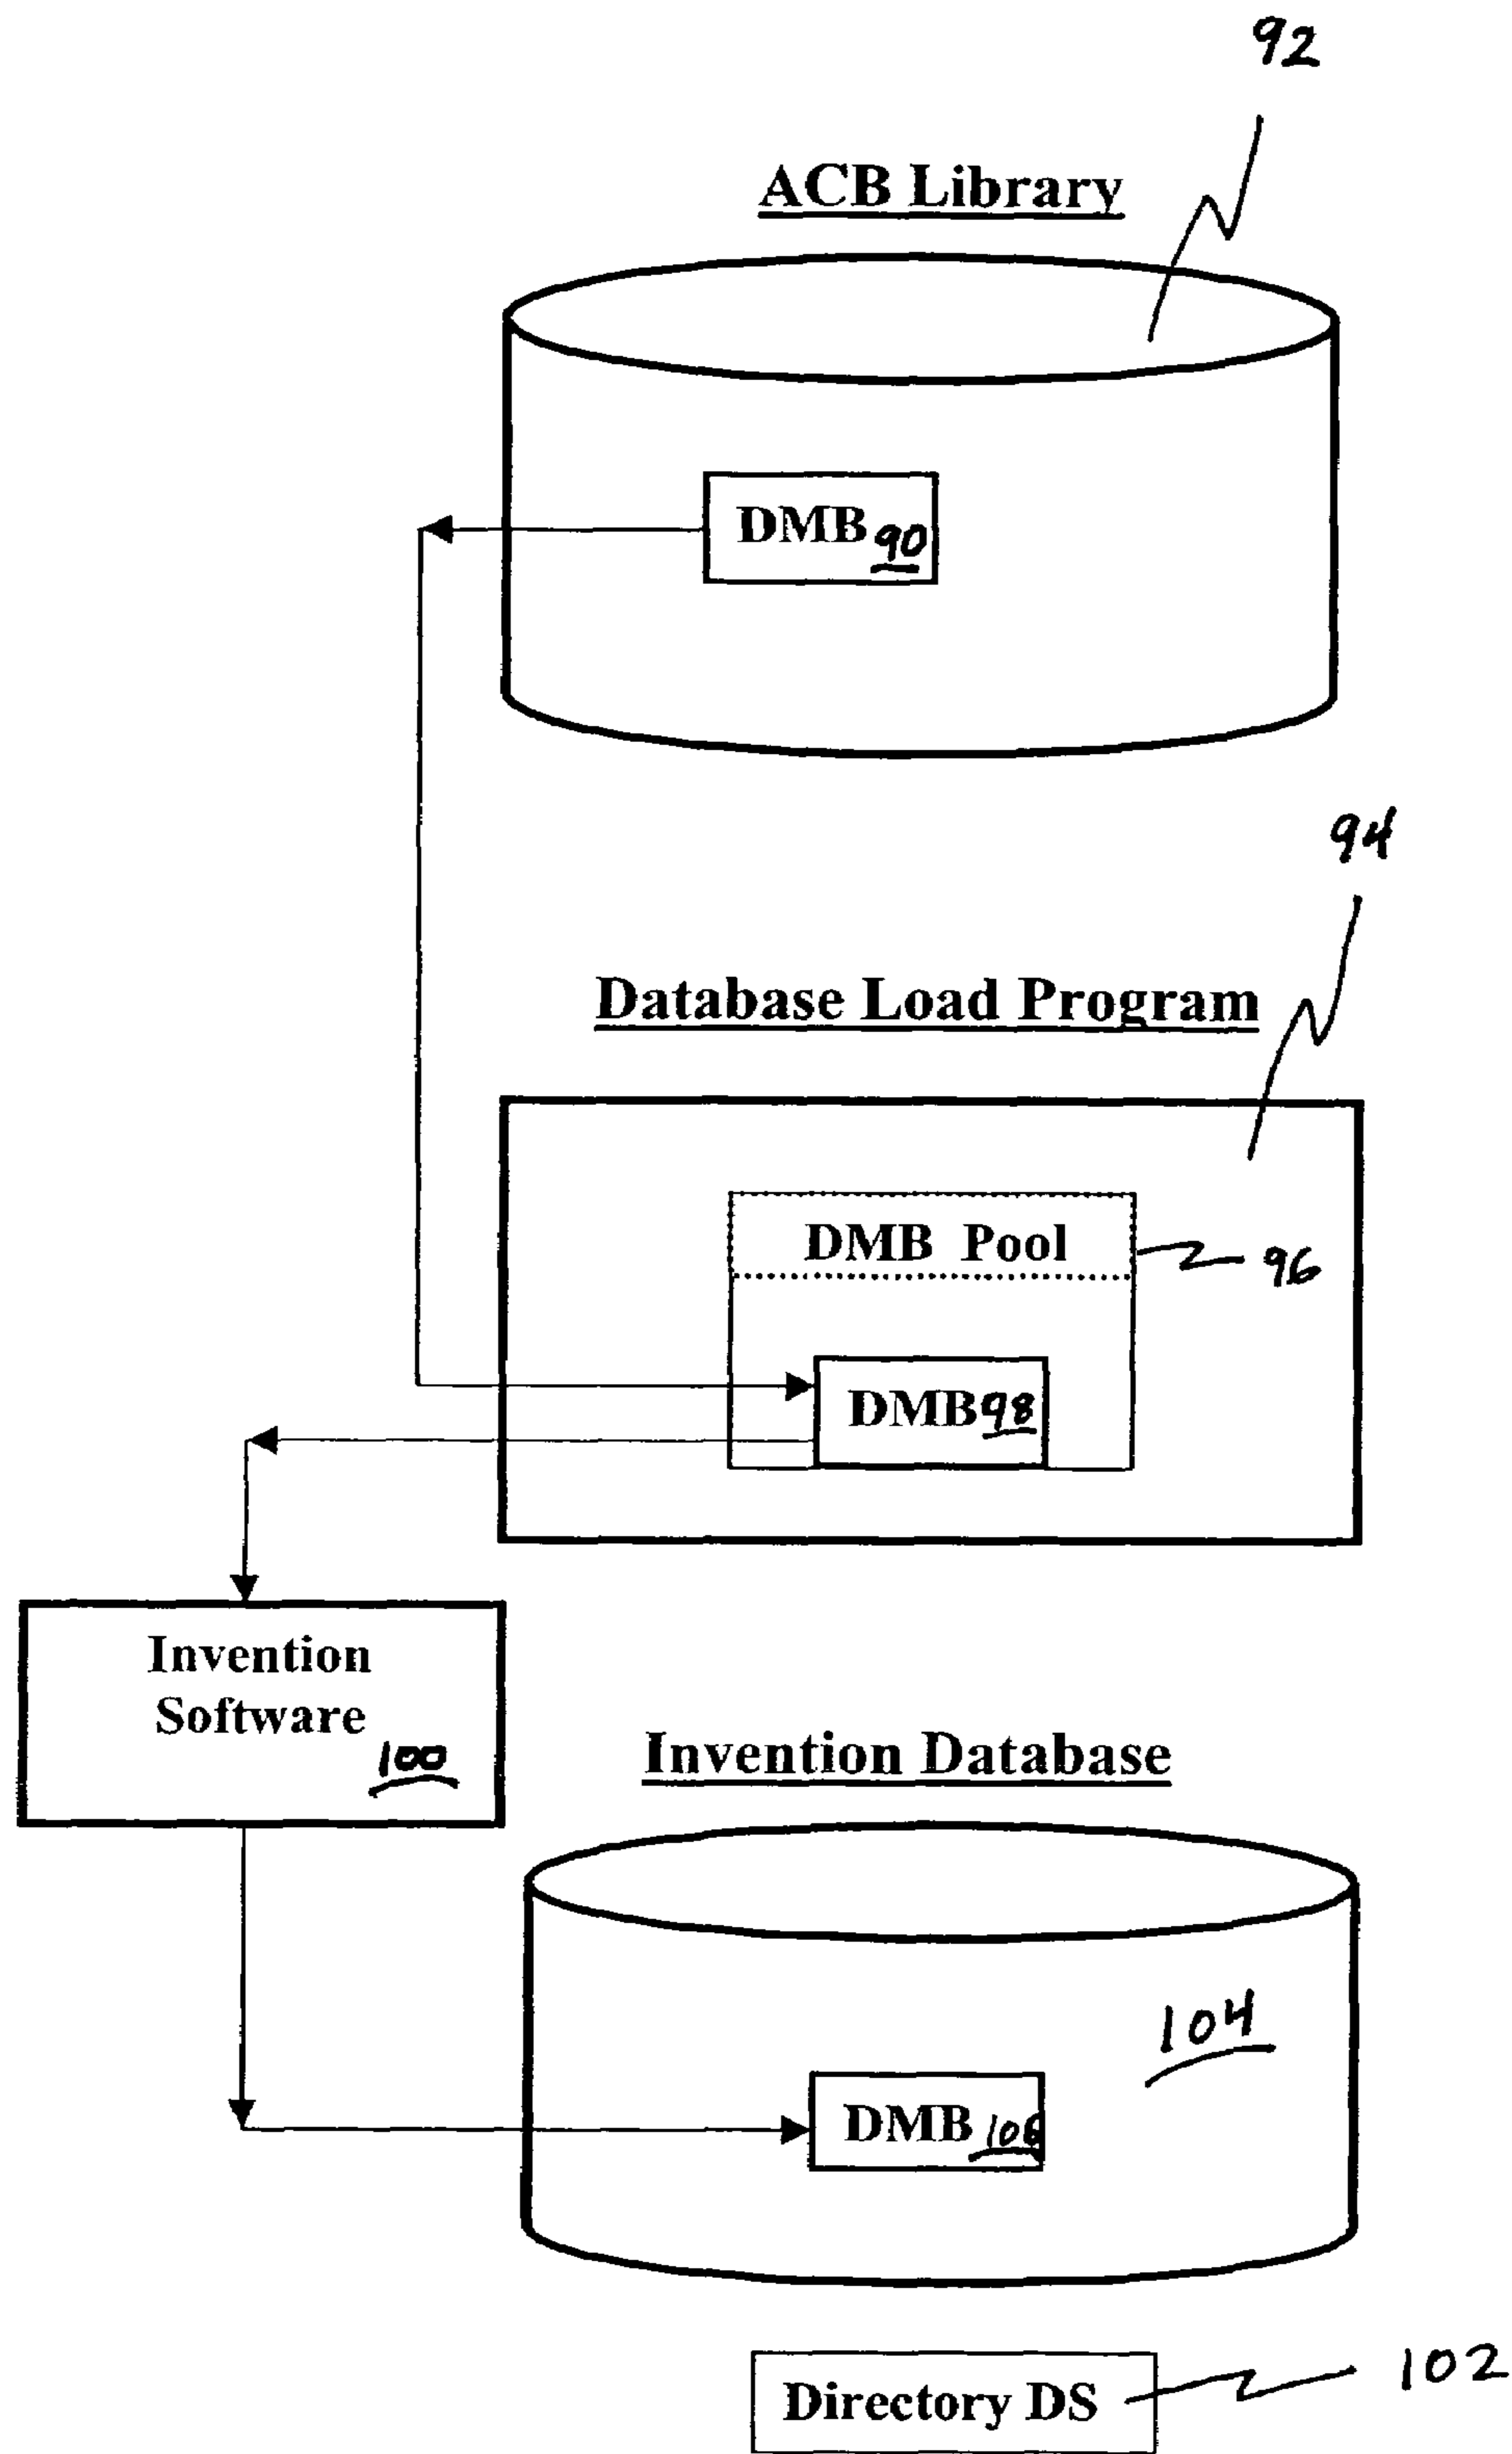 92
ACB Library
DMB 90
94
Database Load Program
DMB Pool
96
DMB 98
Invention
Software
100
Invention Database
104
DMB 106
Directory DS
102